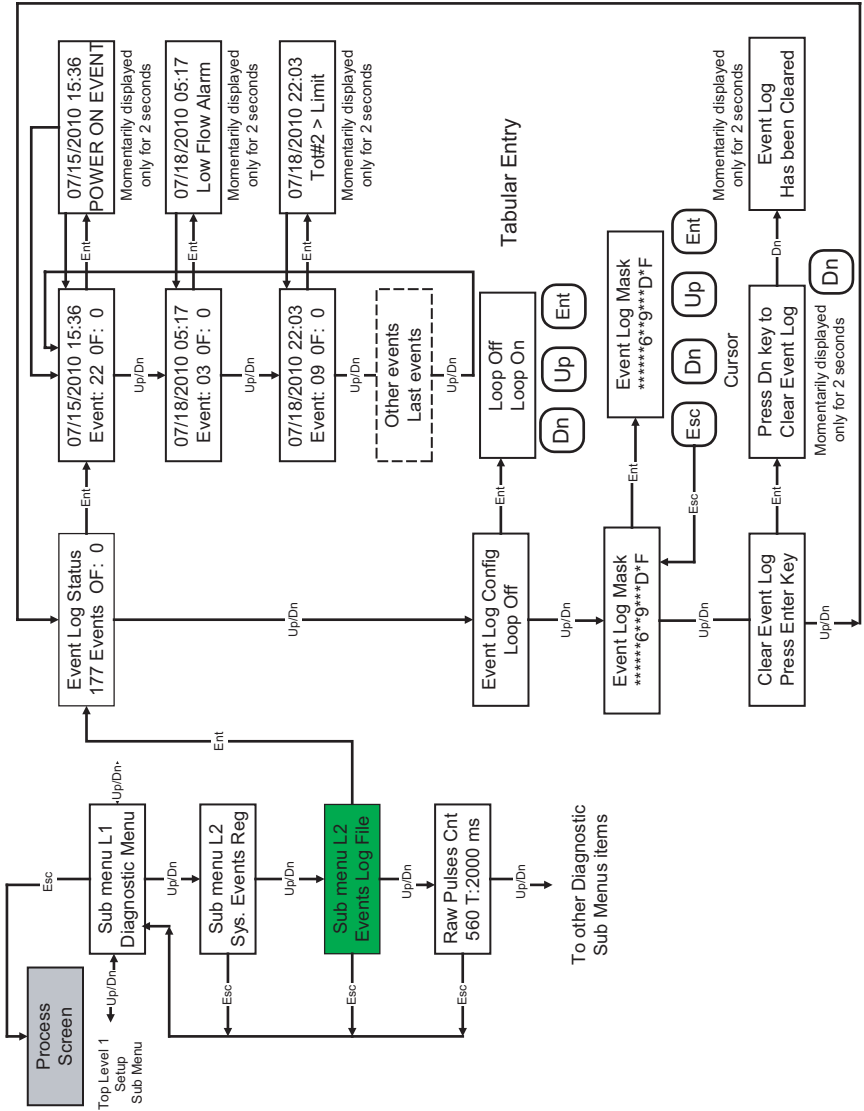 Process
Screen
Esc
Top Level 1
Setup
Sub Menu
Up/Dn
Sub menu L1
Diagnostic Menu
Up/Dn
Up/Dn
Sub menu L2
Sys. Events Reg
Esc
Up/Dn
Sub menu L2
Events Log File
Esc
Ent
Up/Dn
Raw Pulses Cnt
560 T:2000 ms
Esc
Up/Dn
To other Diagnostic
Sub Menus items
Event Log Status
177 Events OF: 0
Ent
Up/Dn
07/15/2010 15:36
Event: 22 0F: 0
Ent
07/15/2010 15:36
POWER ON EVENT
Momentarily displayed
only for 2 seconds
Up/Dn
07/18/2010 05:17
Event: 03 0F: 0
Ent
07/18/2010 05:17
Low Flow Alarm
Momentarily displayed
only for 2 seconds
Up/Dn
07/18/2010 22:03
Event: 09 0F: 0
Ent
07/18/2010 22:03
Tot#2 > Limit
Momentarily displayed
only for 2 seconds
Up/Dn
Other events
Last events
Up/Dn
Event Log Config
Loop Off
Ent
Loop Off
Loop On
Dn
Up
Ent
Tabular Entry
Up/Dn
Event Log Mask
******6**9***D*F
Ent
Event Log Mask
******6**9***D*F
Esc
Esc
Dn
Up
Ent
Cursor
Up/Dn
Clear Event Log
Press Enter Key
Ent
Press Dn key to
Clear Event Log
Momentarily displayed
only for 2 seconds
Dn
Dn
Event Log
Has been Cleared
Momentarily displayed
only for 2 seconds
Up/Dn